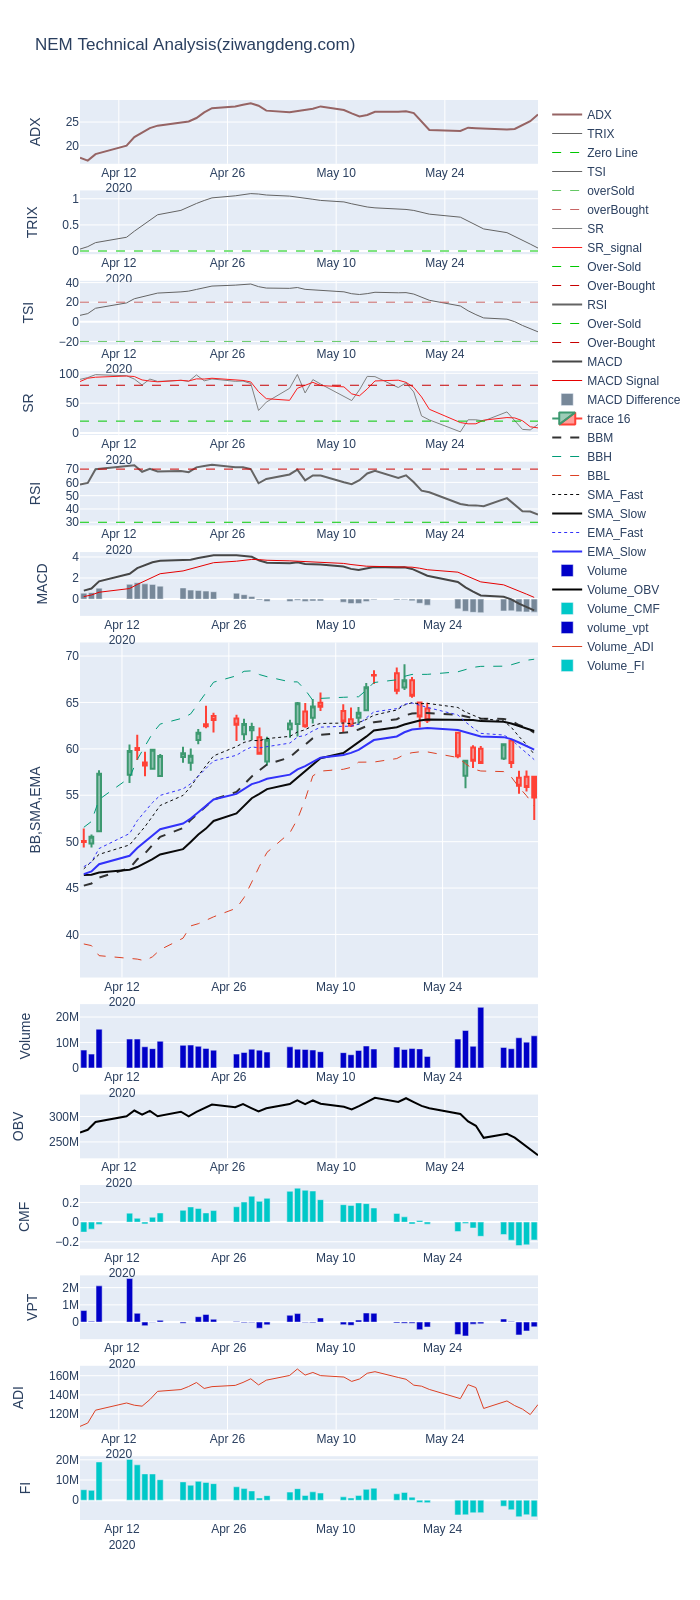 NEM Technical Analysis(ziwangdeng.com)
ADX
25
20
Apr 12
2020
Apr 26
May 10
May 24
TRIX
1
0.5
0
Apr 12
2020
Apr 26
May 10
May 24
TSI
40
20
0
−20
Apr 12
2020
Apr 26
May 10
May 24
SR
100
50
0
Apr 12
2020
Apr 26
May 10
May 24
RSI
70
60
50
40
30
Apr 12
2020
Apr 26
May 10
May 24
MACD
4
2
0
Apr 12
2020
Apr 26
May 10
May 24
BB,SMA,EMA
70
65
60
55
50
45
40
Apr 12
2020
Apr 26
May 10
May 24
Volume
20M
10M
0
Apr 12
2020
Apr 26
May 10
May 24
OBV
300M
250M
Apr 12
2020
Apr 26
May 10
May 24
CMF
0.2
0
−0.2
Apr 12
2020
Apr 26
May 10
May 24
VPT
2M
1M
0
Apr 12
2020
Apr 26
May 10
May 24
ADI
160M
140M
120M
Apr 12
2020
Apr 26
May 10
May 24
FI
20M
10M
0
Apr 12
2020
Apr 26
May 10
May 24
ADX
TRIX
Zero Line
TSI
overSold
overBought
SR
SR_signal
Over-Sold
Over-Bought
RSI
Over-Sold
Over-Bought
MACD
MACD Signal
MACD Difference
trace 16
BBM
BBH
BBL
SMA_Fast
SMA_Slow
EMA_Fast
EMA_Slow
Volume
Volume_OBV
Volume_CMF
volume_vpt
Volume_ADI
Volume_FI